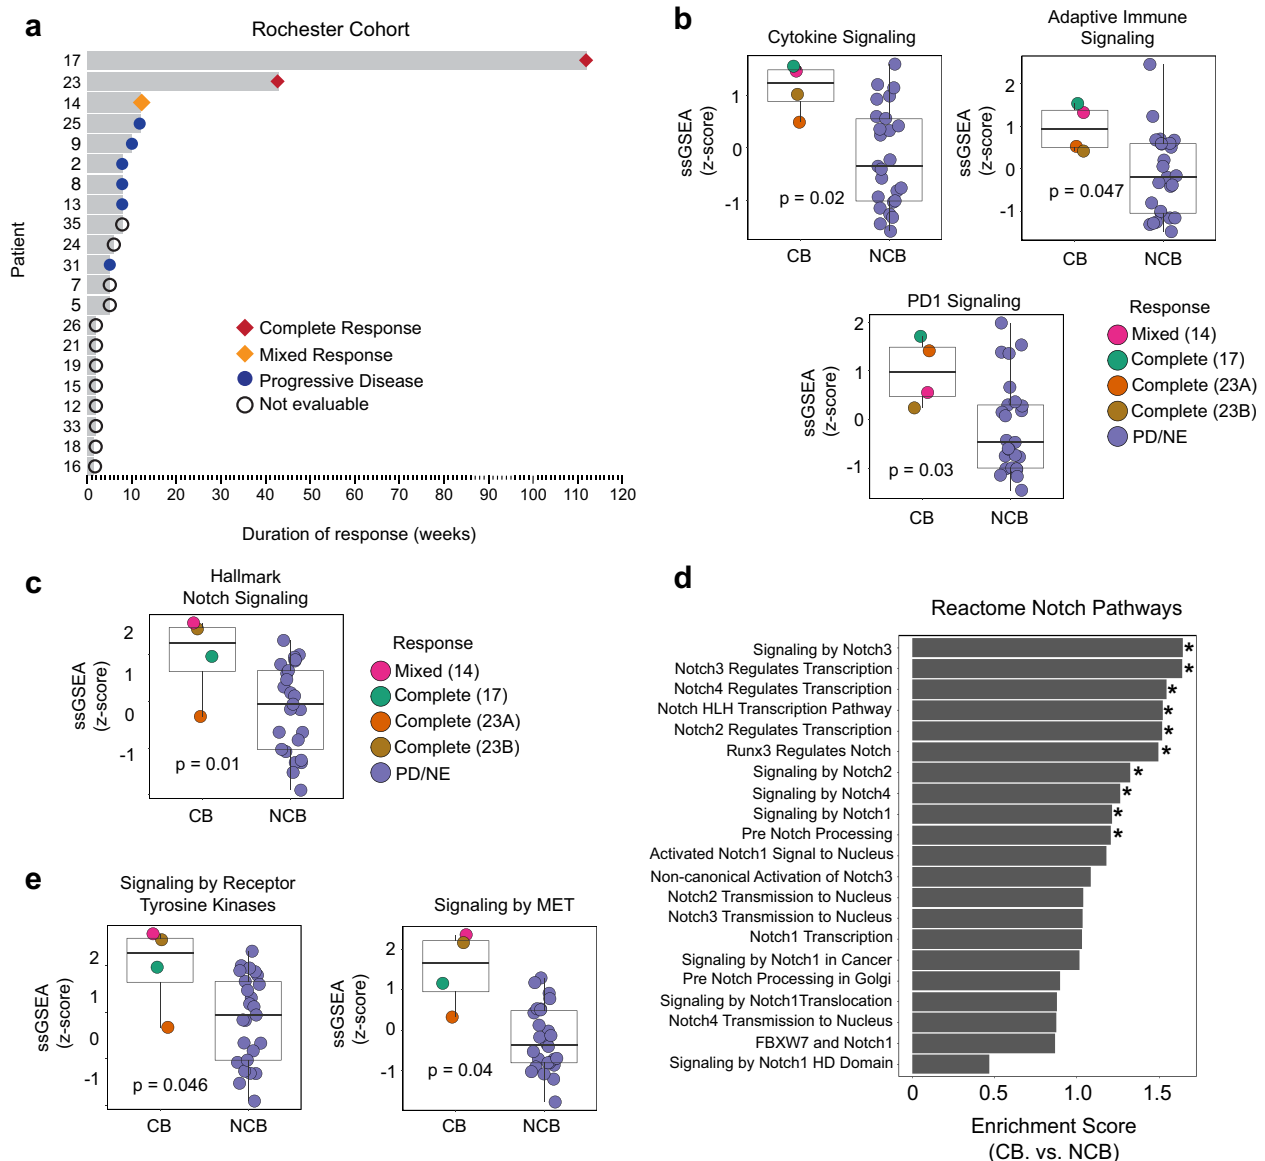 a
Rochester Cohort
Patient
17
23
14
25
9
2
8
13
35
24
31
7
5
26
21
19
15
12
33
18
16
Complete Response
Mixed Response
Progressive Disease
Not evaluable
0 10 20 30 40 50 60 70 80 90 100 110 120
Duration of response (weeks)
b
Cytokine Signaling
ssGSEA
(z-score)
1
0
-1
p = 0.02
CB NCB
Adaptive Immune
Signaling
ssGSEA
(z-score)
2
1
0
-1
p = 0.047
CB NCB
PD1 Signaling
ssGSEA
(z-score)
2
1
0
-1
p = 0.03
CB NCB
Response
Mixed (14)
Complete (17)
Complete (23A)
Complete (23B)
PD/NE
c
Hallmark
Notch Signaling
ssGSEA
(z-score)
2
1
0
-1
p = 0.01
CB NCB
Response
Mixed (14)
Complete (17)
Complete (23A)
Complete (23B)
PD/NE
d
Reactome Notch Pathways
Signaling by Notch3 *
Notch3 Regulates Transcription *
Notch4 Regulates Transcription *
Notch HLH Transcription Pathway *
Notch2 Regulates Transcription *
Runx3 Regulates Notch *
Signaling by Notch2 *
Signaling by Notch4 *
Signaling by Notch1 *
Pre Notch Processing *
Activated Notch1 Signal to Nucleus
Non-canonical Activation of Notch3
Notch2 Transmission to Nucleus
Notch3 Transmission to Nucleus
Notch1 Transcription
Signaling by Notch1 in Cancer
Pre Notch Processing in Golgi
Signaling by Notch1Translocation
Notch4 Transmission to Nucleus
FBXW7 and Notch1
Signaling by Notch1 HD Domain
0 0.5 1.0 1.5
Enrichment Score
(CB. vs. NCB)
e
Signaling by Receptor
Tyrosine Kinases
ssGSEA
(z-score)
2
1
0
-1
p = 0.046
CB NCB
Signaling by MET
ssGSEA
(z-score)
2
1
0
-1
p = 0.04
CB NCB